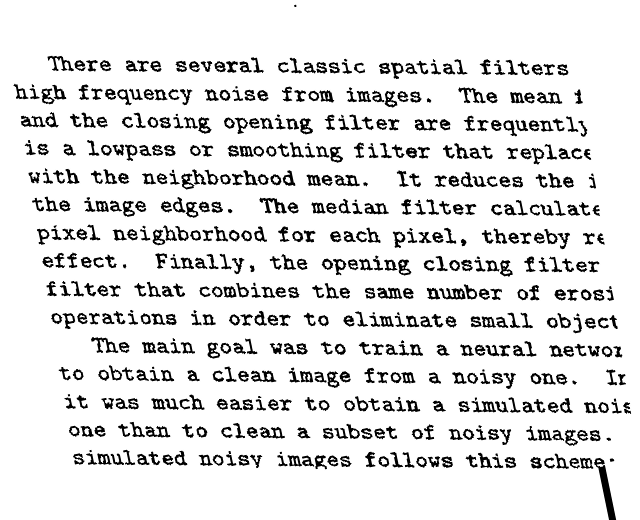 There are several classic spatial filters
high frequency noise from images. The mean
and the closing opening filter are frequently
is a lowpass or smoothing filter that replace
with the neighborhood mean. It reduces the i
the image edges. The median filter calculate
pixel neighborhood for each pixel, thereby re
effect. Finally, the opening closing filter
filter that combines the same number of erosi
operations in order to eliminate small object
The main goal was to train a neural networ
to obtain a clean image from a noisy one. In
it was much easier to obtain a simulated nois
one than to clean a subset of noisy images.
simulated noisy images follows this scheme: